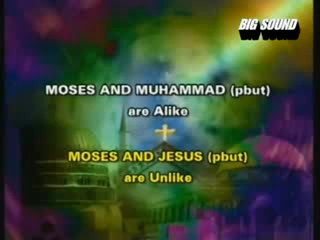 BIG SOUND
MOSES AND MUHAMMAD (pbut)
are Alike
MOSES AND JESUS (pbut)
are Unlike